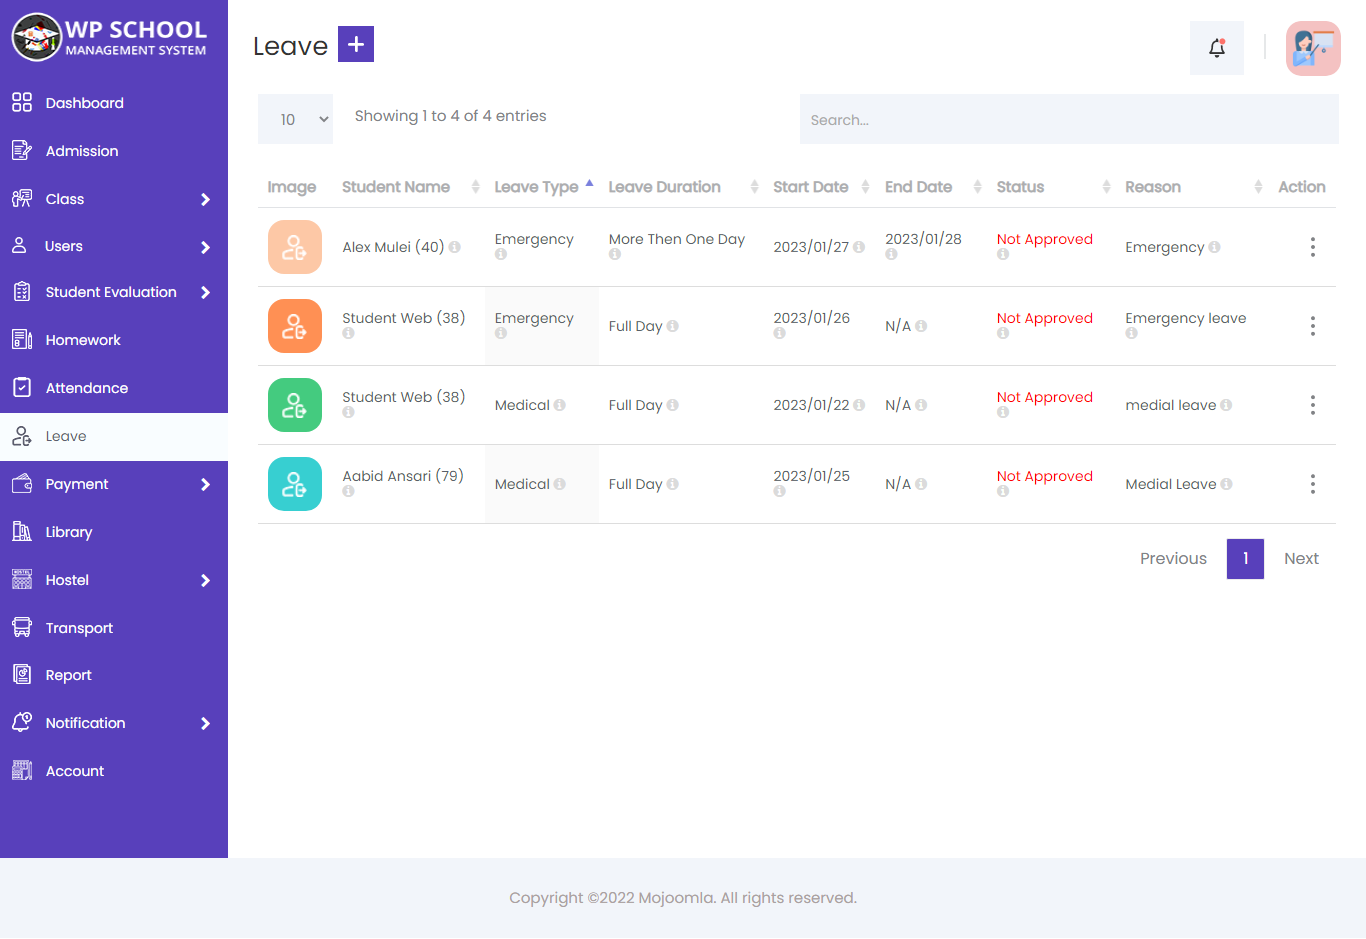 WP SCHOOL
MANAGEMENT SYSTEM
Dashboard
Admission
Class
Users
Student Evaluation
Homework
Attendance
Leave
Payment
Library
Hostel
Transport
Report
Notification
Account
Leave +
10 Showing 1 to 4 of 4 entries Search...
Image Student Name Leave Type Leave Duration Start Date End Date Status Reason Action
Alex Mulei (40) Emergency More Then One Day 2023/01/27 2023/01/28 Not Approved Emergency
Student Web (38) Emergency Full Day 2023/01/26 N/A Not Approved Emergency leave
Student Web (38) Medical Full Day 2023/01/22 N/A Not Approved medial leave
Aabid Ansari (79) Medical Full Day 2023/01/25 N/A Not Approved Medial Leave
Previous 1 Next
Copyright ©2022 Mojoomla. All rights reserved.